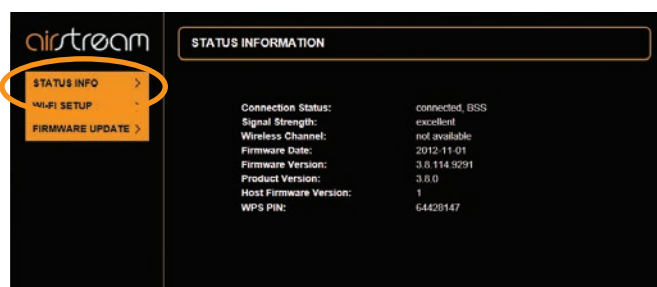 airstream
STATUS INFORMATION
STATUS INFO >
WI-FI SETUP >
FIRMWARE UPDATE >
Connection Status: connected, BSS
Signal Strength: excellent
Wireless Channel: not available
Firmware Date: 2012-11-01
Firmware Version: 3.8.114.9291
Product Version: 3.8.0
Host Firmware Version: 1
WPS PIN: 64428147